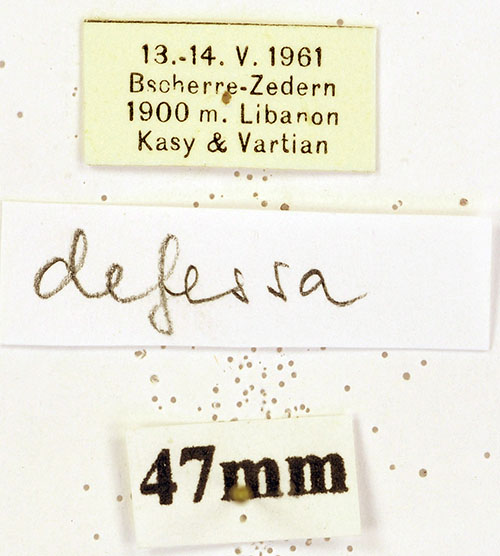 13.-14. V. 1961
Bscherre-Zedern
1900 m. Libanon
Kasy & Vartian
defessa
47mm